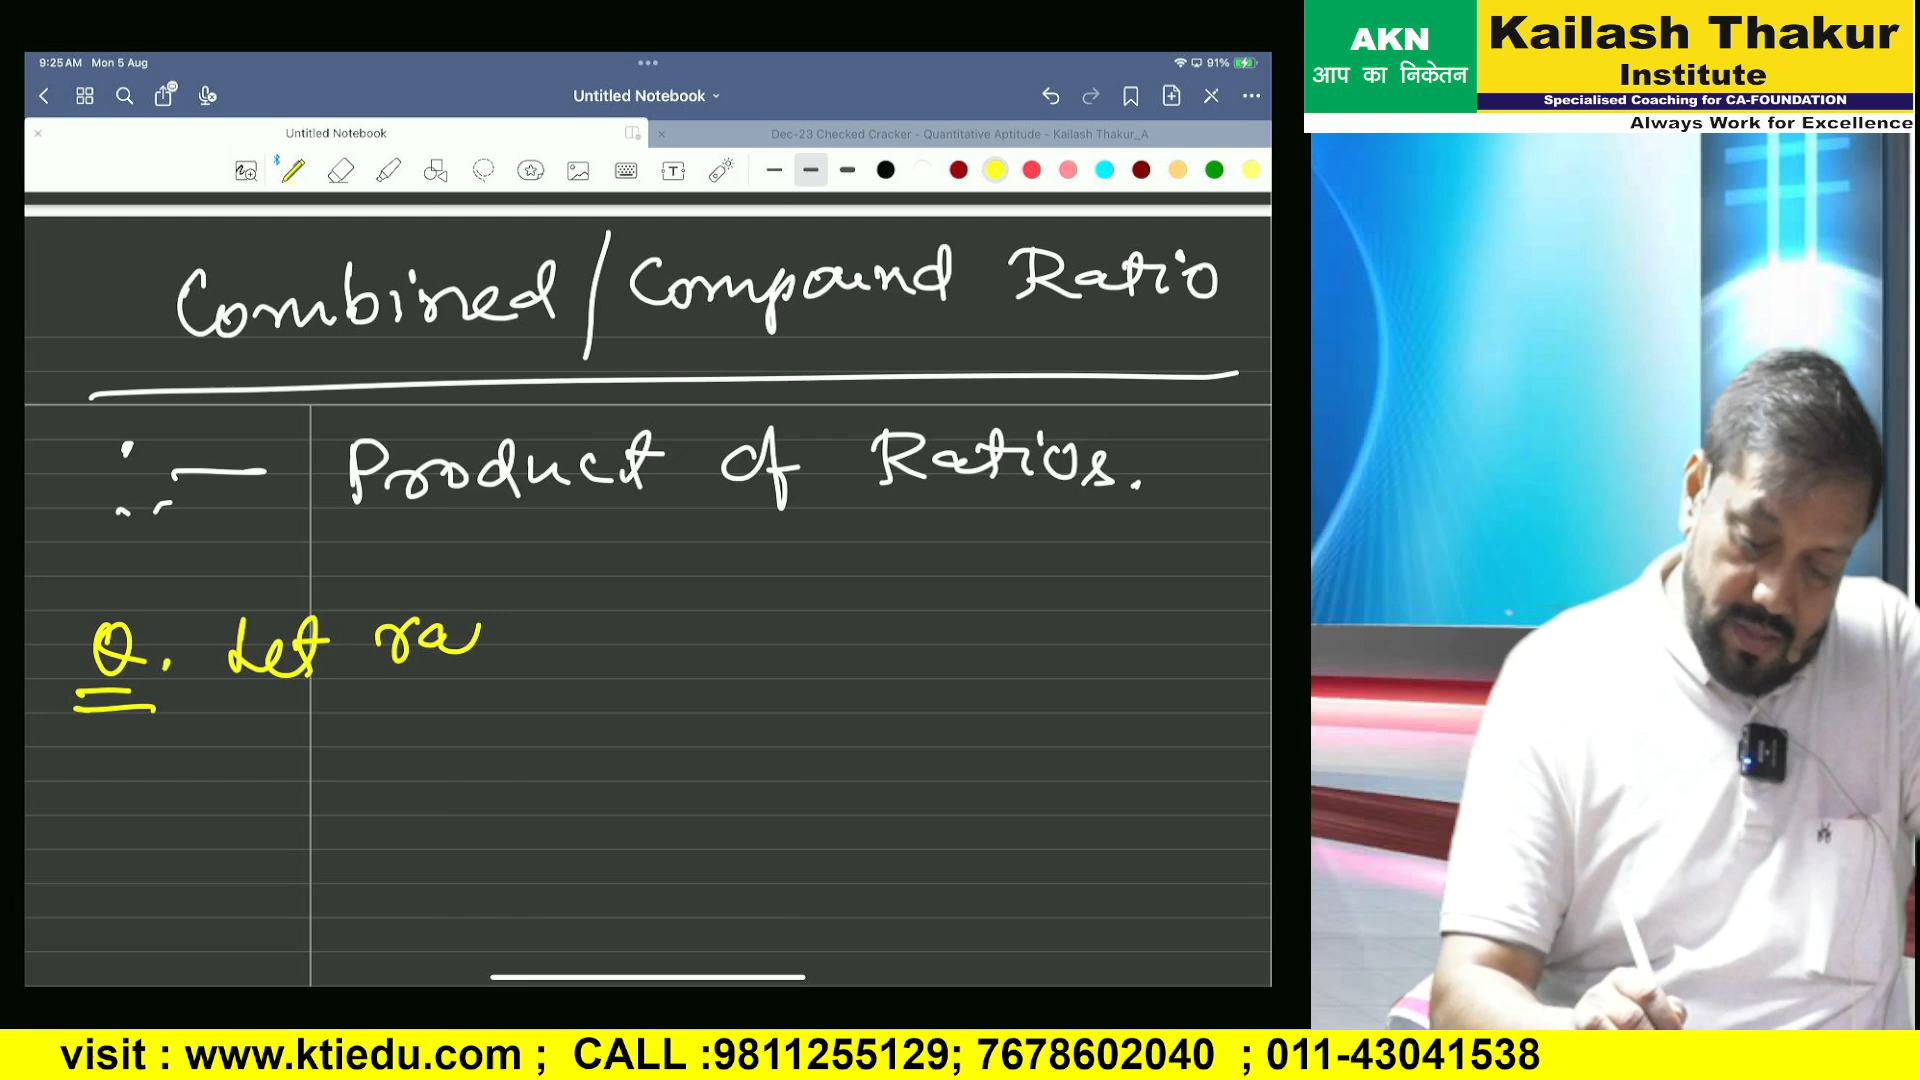 AKN
आप का निकेतन
Kailash Thakur
Institute
Specialised Coaching for CA-FOUNDATION
Always Work for Excellence
9:25 AM Mon 5 Aug
91%
Untitled Notebook
Untitled Notebook
Dec-23 Checked Cracker - Quantitative Aptitude - Kailash Thakur_A
Combined / Compound Ratio
∴ — Product of Ratios.
Q. Let ra
visit : www.ktiedu.com ; CALL :9811255129; 7678602040 ; 011-43041538